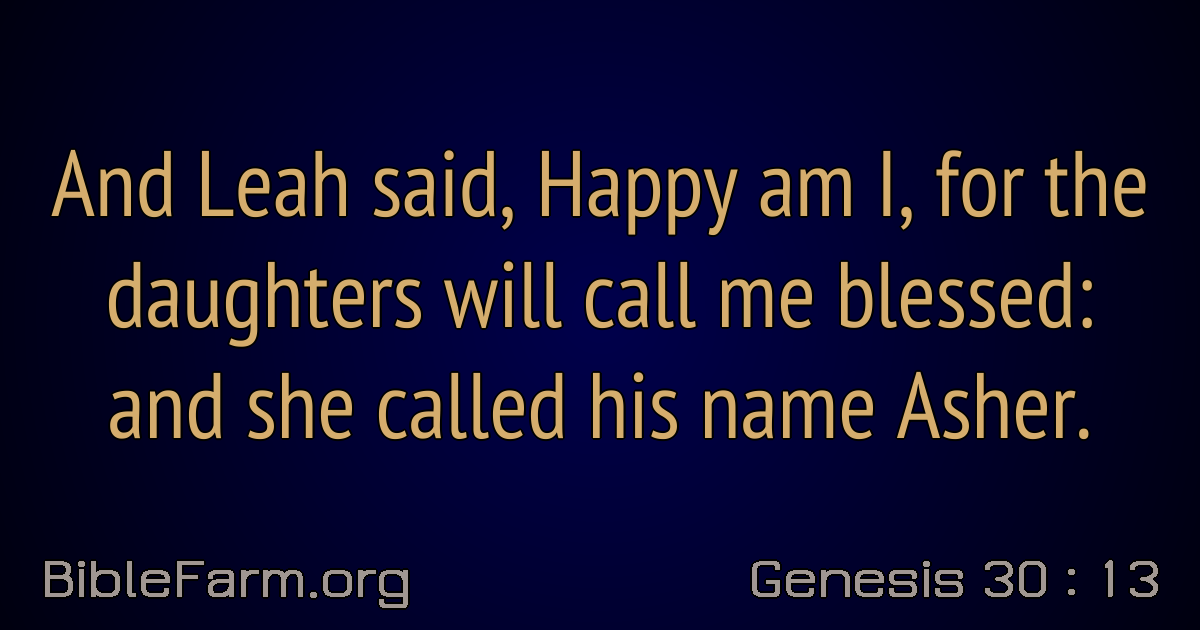 And Leah said, Happy am I, for the
daughters will call me blessed:
and she called his name Asher.
BibleFarm.org
Genesis 30 : 13